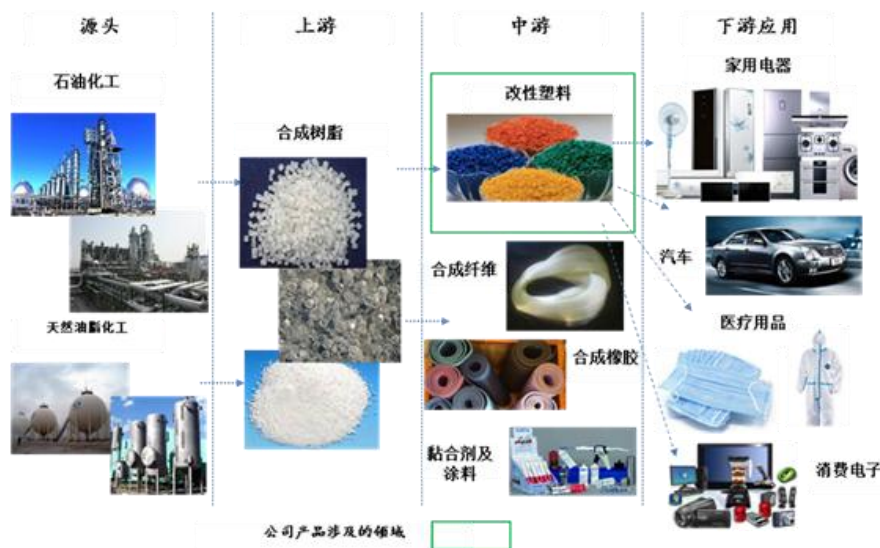 源头
上游
中游
下游应用
石油化工
天然油脂化工
合成树脂
改性塑料
合成纤维
合成橡胶
黏合剂及
涂料
家用电器
汽车
医疗用品
消费电子
公司产品涉及的领域